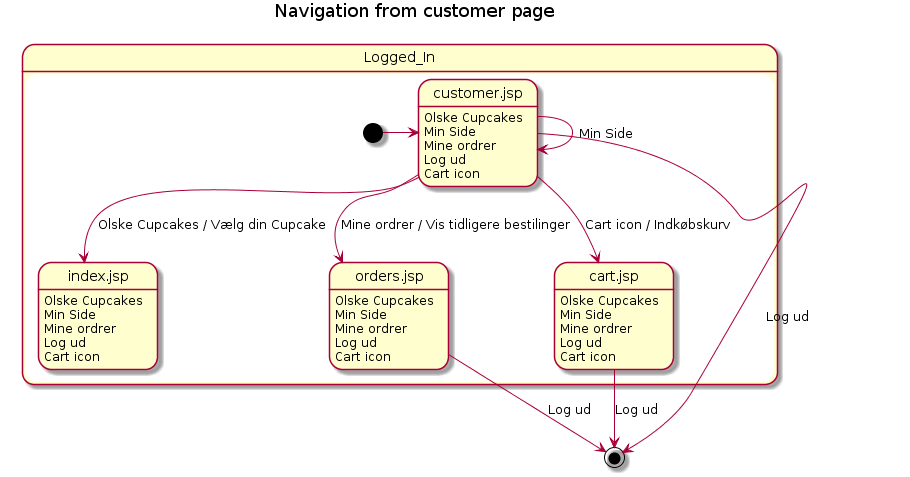 Navigation from customer page
Logged_In
customer.jsp
Olske Cupcakes
Min Side
Mine ordrer
Log ud
Cart icon
Min Side
Olske Cupcakes / Vælg din Cupcake
Mine ordrer / Vis tidligere bestilinger
Cart icon / Indkøbskurv
index.jsp
Olske Cupcakes
Min Side
Mine ordrer
Log ud
Cart icon
orders.jsp
Olske Cupcakes
Min Side
Mine ordrer
Log ud
Cart icon
cart.jsp
Olske Cupcakes
Min Side
Mine ordrer
Log ud
Cart icon
Log ud
Log ud
Log ud